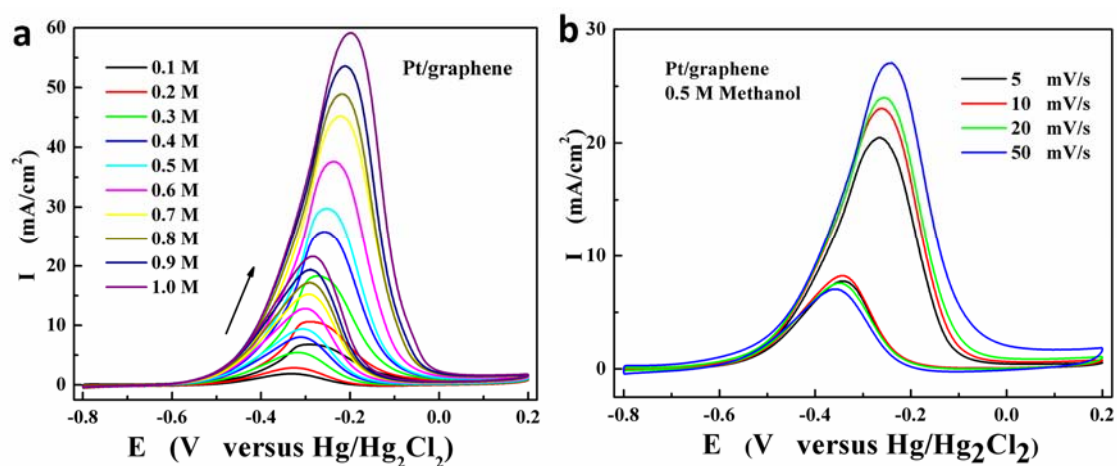 a
Pt/graphene
0.1 M
0.2 M
0.3 M
0.4 M
0.5 M
0.6 M
0.7 M
0.8 M
0.9 M
1.0 M
I (mA/cm²)
60
50
40
30
20
10
0
-0.8 -0.6 -0.4 -0.2 0.0 0.2
E (V versus Hg/Hg₂Cl₂)
b
Pt/graphene
0.5 M Methanol
5 mV/s
10 mV/s
20 mV/s
50 mV/s
I (mA/cm²)
30
20
10
0
-0.8 -0.6 -0.4 -0.2 0.0 0.2
E (V versus Hg/Hg₂Cl₂)